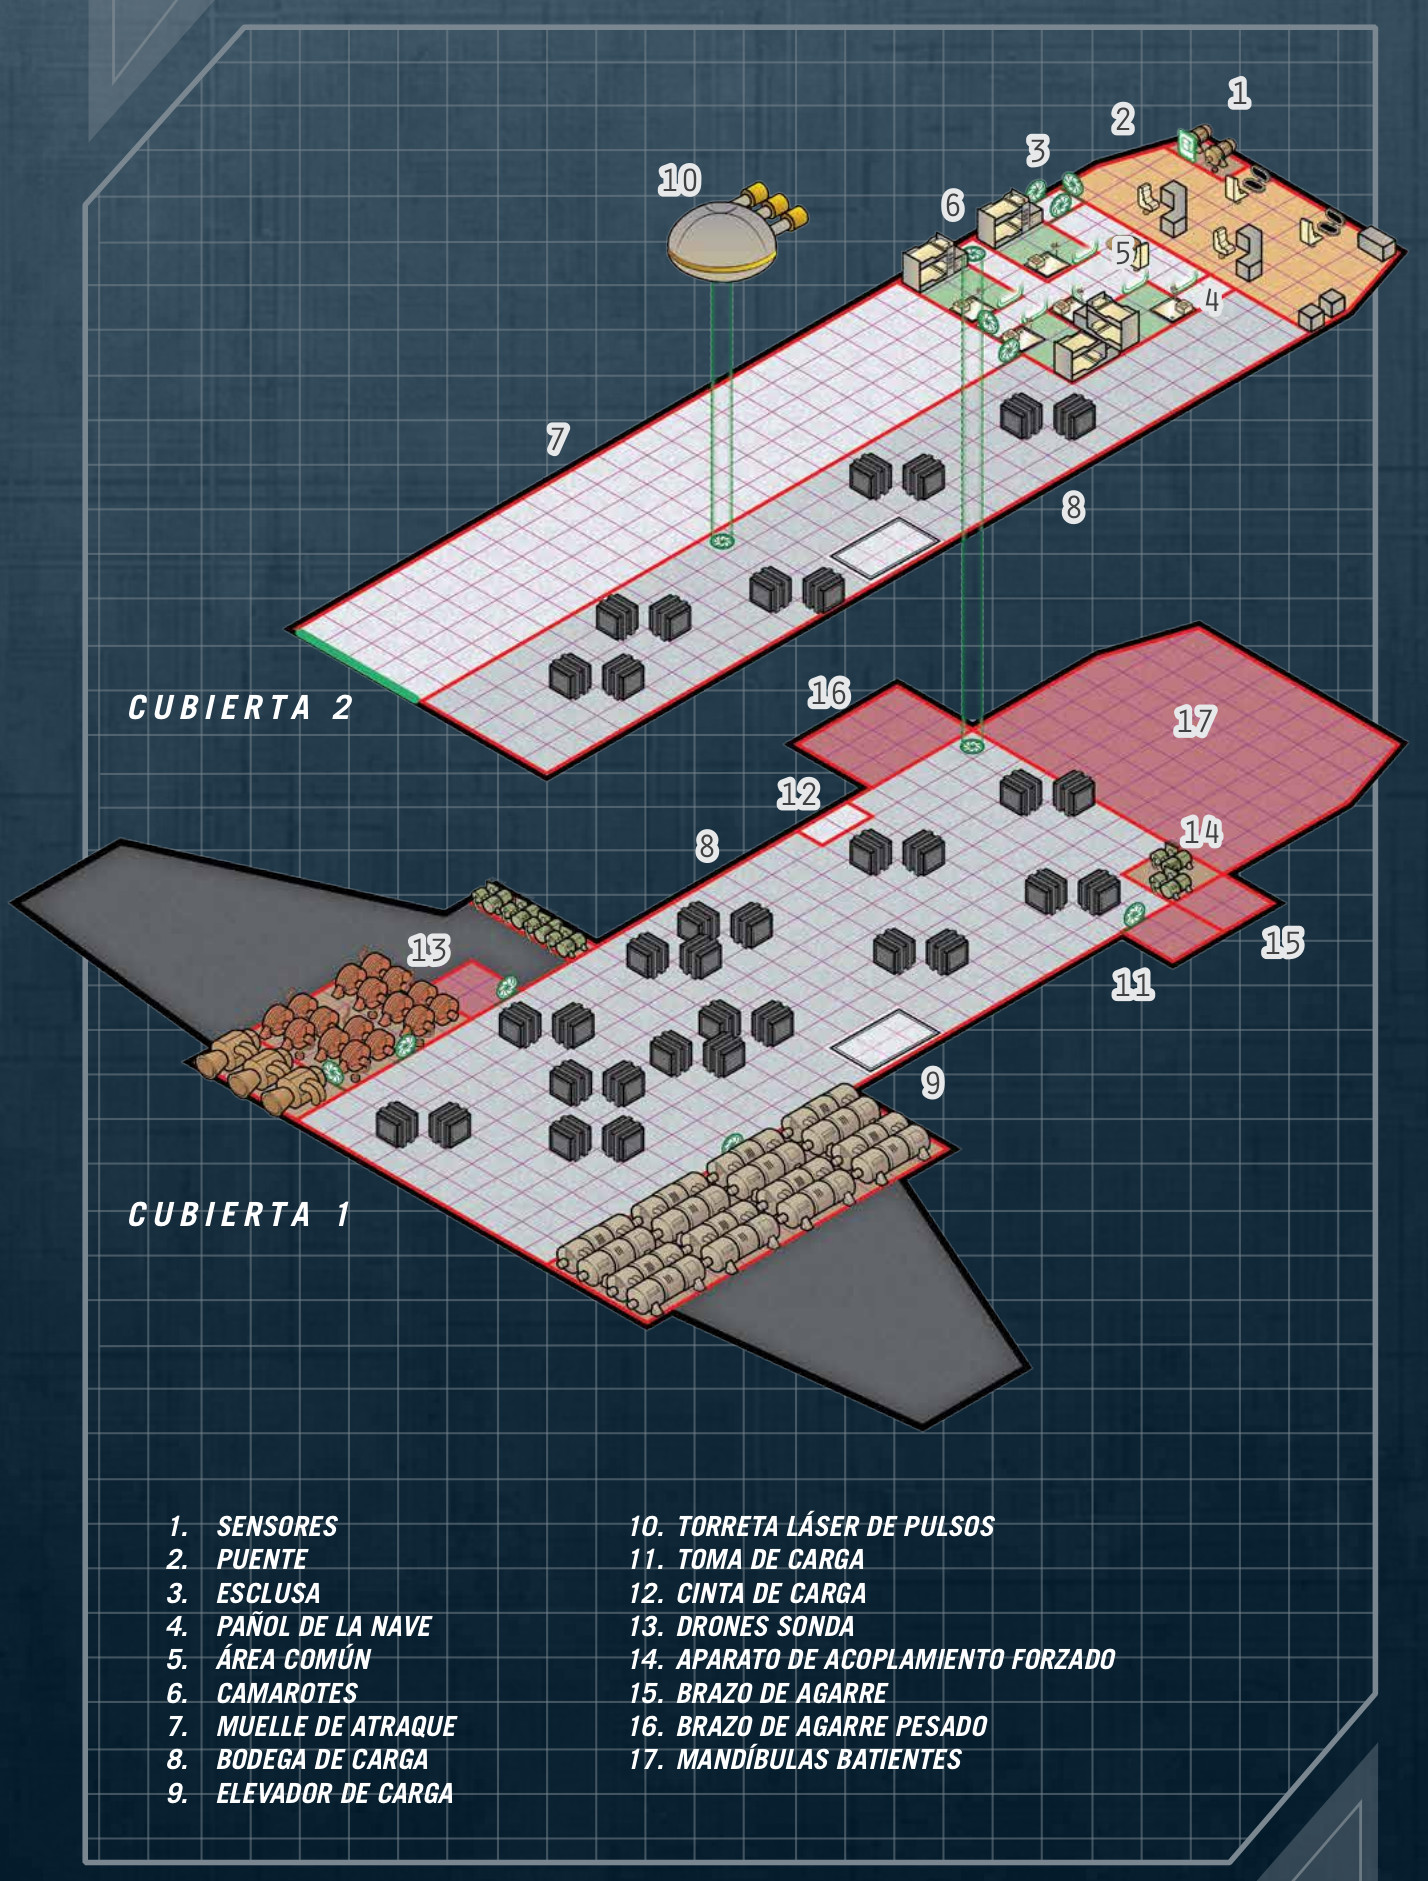 1
2
3
10
6
5
4
7
8
CUBIERTA 2
16
17
12
14
8
13
15
11
9
CUBIERTA 1
1. SENSORES
2. PUENTE
3. ESCLUSA
4. PAÑOL DE LA NAVE
5. ÁREA COMÚN
6. CAMAROTES
7. MUELLE DE ATRAQUE
8. BODEGA DE CARGA
9. ELEVADOR DE CARGA
10. TORRETA LÁSER DE PULSOS
11. TOMA DE CARGA
12. CINTA DE CARGA
13. DRONES SONDA
14. APARATO DE ACOPLAMIENTO FORZADO
15. BRAZO DE AGARRE
16. BRAZO DE AGARRE PESADO
17. MANDÍBULAS BATIENTES